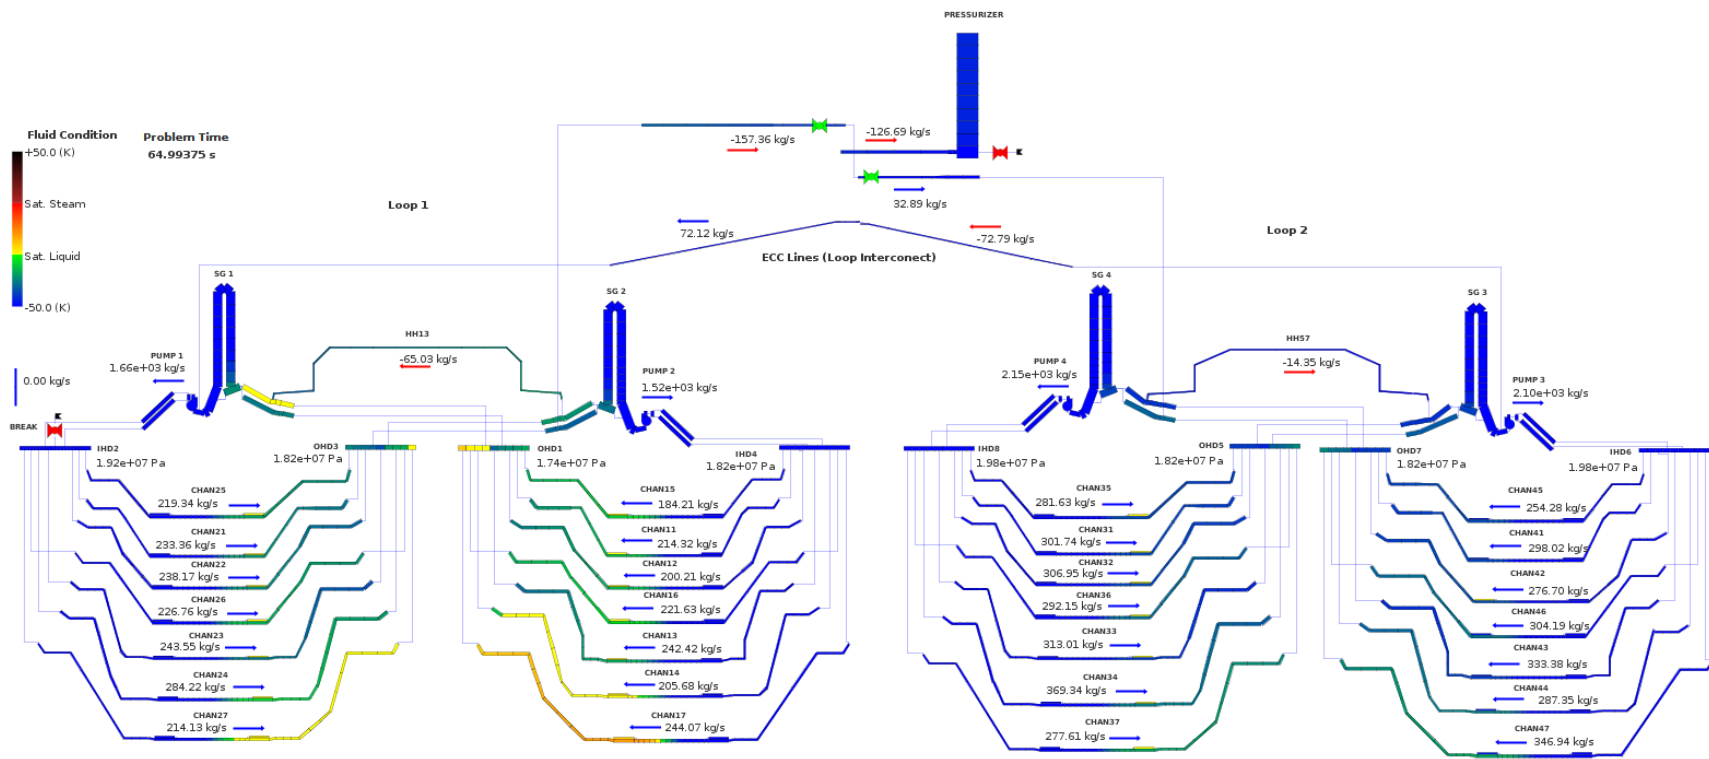 PRESSURIZER
Fluid Condition
Problem Time
+50.0 (K)
64.99375 s
-126.69 kg/s
-157.36 kg/s
Sat. Steam
Loop 1
32.89 kg/s
72.12 kg/s
-72.79 kg/s
Loop 2
Sat. Liquid
ECC Lines (Loop Interconect)
-50.0 (K)
SG 1
SG 2
SG 4
SG 3
HH13
-65.03 kg/s
HH57
-14.35 kg/s
PUMP 1
1.66e+03 kg/s
PUMP 2
1.52e+03 kg/s
PUMP 4
2.15e+03 kg/s
PUMP 3
2.10e+03 kg/s
0.00 kg/s
BREAK
IHD2
1.92e+07 Pa
OHD3
1.82e+07 Pa
OHD1
1.74e+07 Pa
IHD4
1.82e+07 Pa
IHD8
1.98e+07 Pa
OHD5
1.82e+07 Pa
OHD7
1.82e+07 Pa
IHD6
1.98e+07 Pa
CHAN25
219.34 kg/s
CHAN21
233.36 kg/s
CHAN22
238.17 kg/s
CHAN26
226.76 kg/s
CHAN23
243.55 kg/s
CHAN24
284.22 kg/s
CHAN27
214.13 kg/s
CHAN15
184.21 kg/s
CHAN11
214.32 kg/s
CHAN12
200.21 kg/s
CHAN16
221.63 kg/s
CHAN13
242.42 kg/s
CHAN14
205.68 kg/s
CHAN17
244.07 kg/s
CHAN35
281.63 kg/s
CHAN31
301.74 kg/s
CHAN32
306.95 kg/s
CHAN36
292.15 kg/s
CHAN33
313.01 kg/s
CHAN34
369.34 kg/s
CHAN37
277.61 kg/s
CHAN45
254.28 kg/s
CHAN41
298.02 kg/s
CHAN42
276.70 kg/s
CHAN46
304.19 kg/s
CHAN43
333.38 kg/s
CHAN44
287.35 kg/s
CHAN47
346.94 kg/s